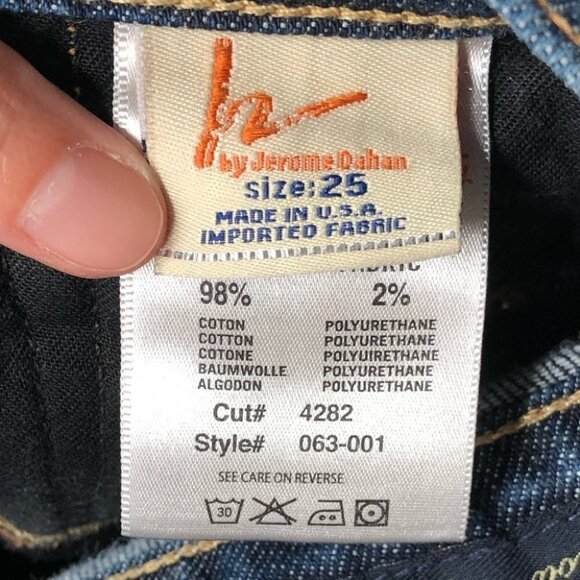 by Jerome Dahan
size: 25
MADE IN U.S.A.
IMPORTED FABRIC
98% 2%
COTON POLYURETHANE
COTTON POLYURETHANE
COTONE POLYUIRETHANE
BAUMWOLLE POLYURETHANE
ALGODON POLYURETHANE
Cut# 4282
Style# 063-001
SEE CARE ON REVERSE
30